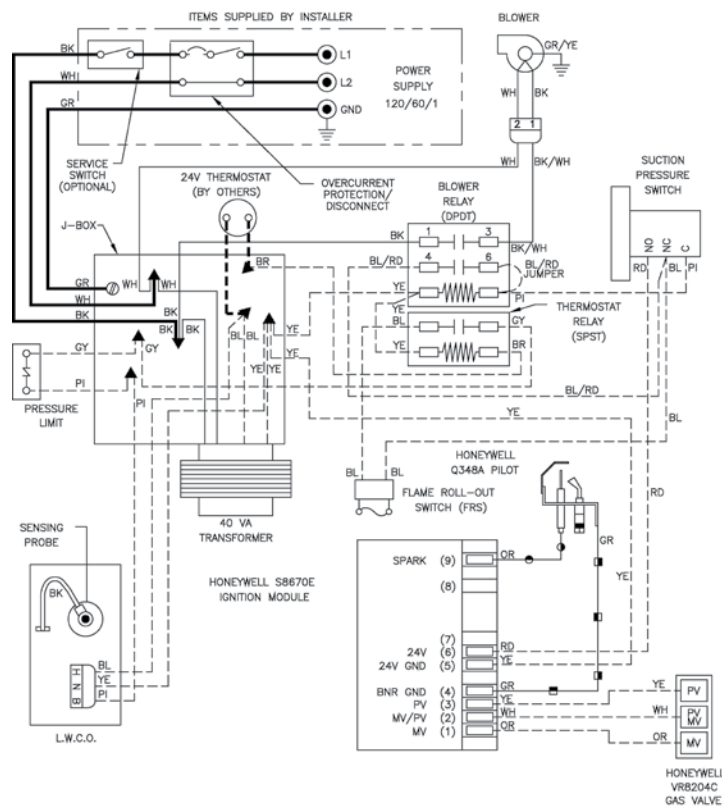 ITEMS SUPPLIED BY INSTALLER
BLOWER
BK
L1
GR/YE
WH
L2
POWER
SUPPLY
120/60/1
GR
GND
WH
BK
2 1
SERVICE
SWITCH
(OPTIONAL)
OVERCURRENT
PROTECTION/
DISCONNECT
WH
BK/WH
24V THERMOSTAT
(BY OTHERS)
BLOWER
RELAY
(DPDT)
SUCTION
PRESSURE
SWITCH
J-BOX
BK
1
3
BK/WH
BR
BL/RD
4
6
BL/RD
JUMPER
NO
NC
C
RD
BL
PI
GR
WH
WH
YE
PI
WH
BK
BK
BK
BK
YE
BL
GY
THERMOSTAT
RELAY
(SPST)
BL
BL
YE
YE
YE
YE
YE
BR
GY
GY
PI
PI
PRESSURE
LIMIT
BL/RD
YE
BL
HONEYWELL
Q348A PILOT
BL
BL
FLAME ROLL-OUT
SWITCH (FRS)
RD
40 VA
TRANSFORMER
SENSING
PROBE
BK
HONEYWELL S8670E
IGNITION MODULE
SPARK (9)
OR
GR
(8)
YE
(7)
24V (6)
RD
24V GND (5)
YE
BL
YE
PI
B N H
L.W.C.O.
BNR GND (4)
GR
PV (3)
YE
MV/PV (2)
WH
MV (1)
OR
YE
PV
WH
PV
MV
OR
MV
HONEYWELL
VR8204C
GAS VALVE